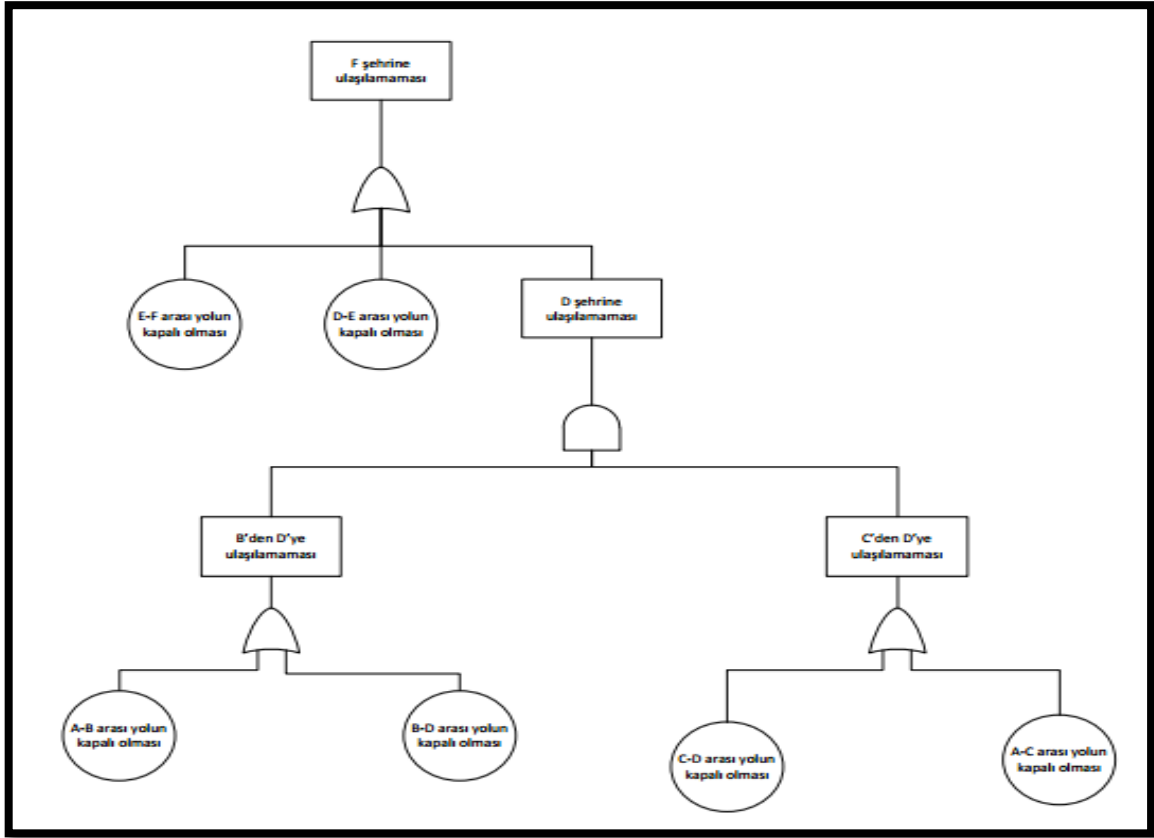 F şehrine
ulaşılamaması
E-F arası yolun
kapalı olması
D-E arası yolun
kapalı olması
D şehrine
ulaşılamaması
B'den D'ye
ulaşılamaması
C'den D'ye
ulaşılamaması
A-B arası yolun
kapalı olması
B-D arası yolun
kapalı olması
C-D arası yolun
kapalı olması
A-C arası yolun
kapalı olması